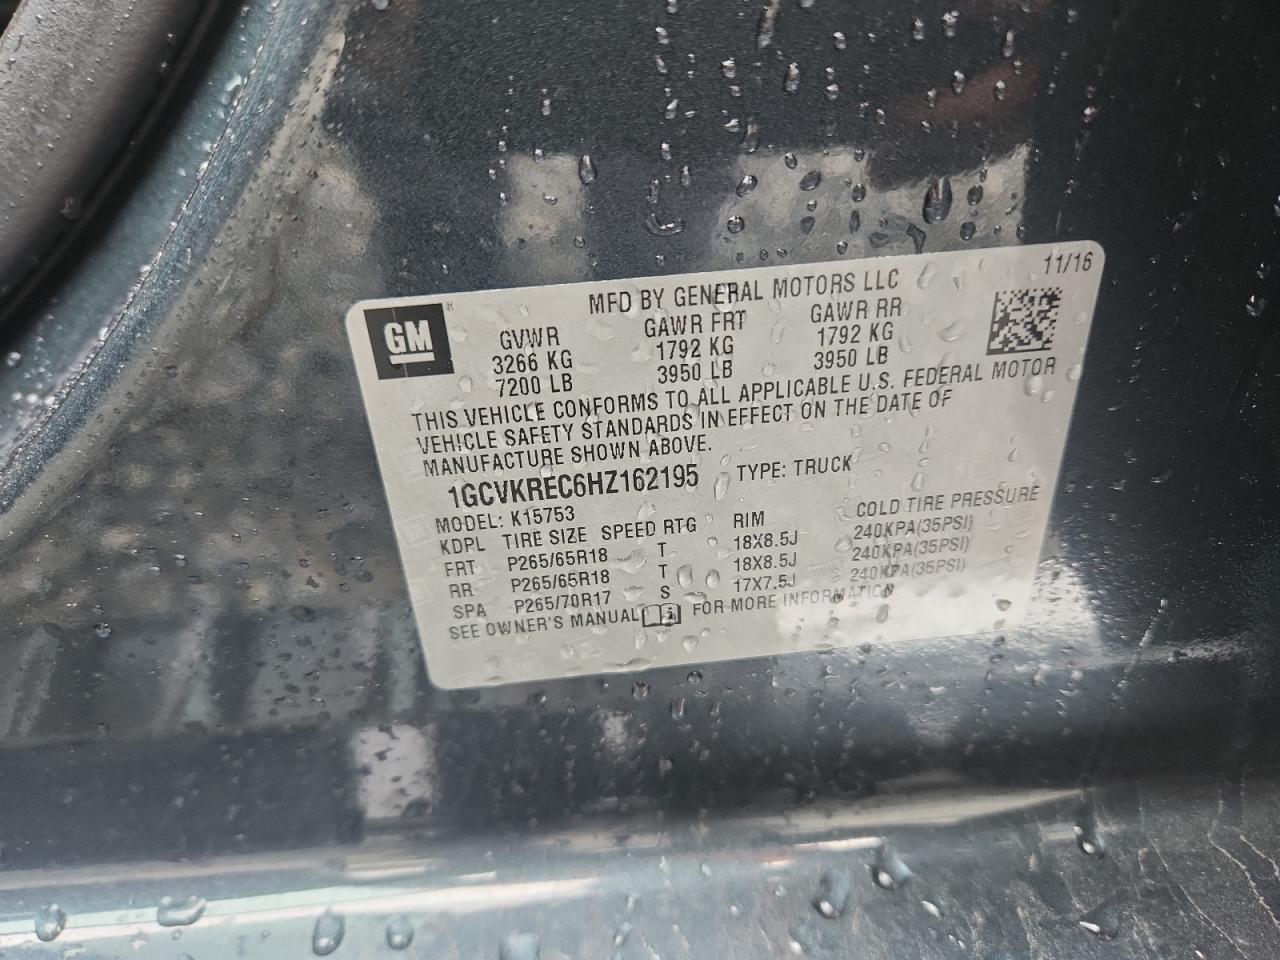 GM
MFD BY GENERAL MOTORS LLC
11/16
GVWR GAWR FRT GAWR RR
3266 KG 1792 KG 1792 KG
7200 LB 3950 LB 3950 LB
THIS VEHICLE CONFORMS TO ALL APPLICABLE U.S. FEDERAL MOTOR
VEHICLE SAFETY STANDARDS IN EFFECT ON THE DATE OF
MANUFACTURE SHOWN ABOVE.
1GCVKREC6HZ162195 TYPE: TRUCK
MODEL: K15753
KDPL TIRE SIZE SPEED RTG RIM COLD TIRE PRESSURE
FRT P265/65R18 T 18X8.5J 240KPA(35PSI)
RR P265/65R18 T 18X8.5J 240KPA(35PSI)
SPA P265/70R17 S 17X7.5J 240KPA(35PSI)
SEE OWNER'S MANUAL FOR MORE INFORMATION